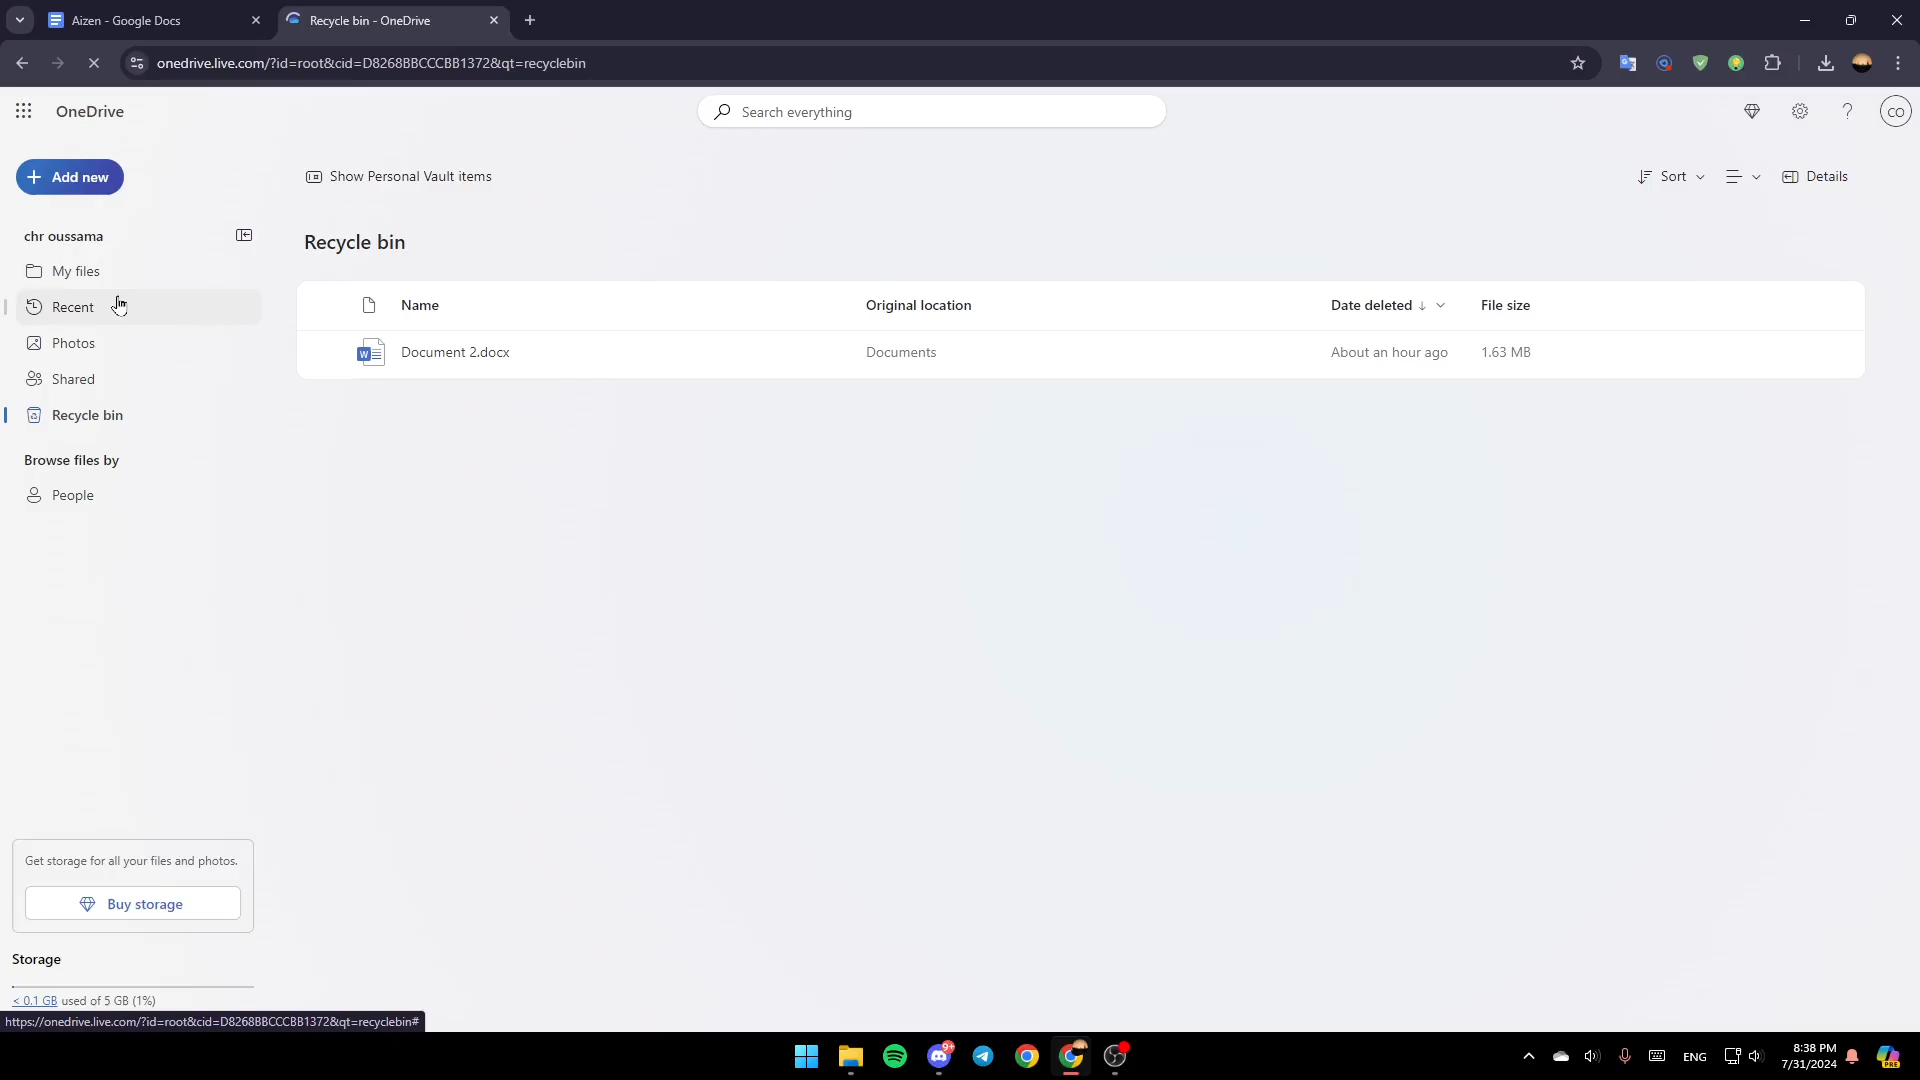 Aizen - Google Docs
Recycle bin - OneDrive
onedrive.live.com/?id=root&cid=D8268BBCCCBB1372&qt=recyclebin
OneDrive
Search everything
CO
Add new
Show Personal Vault items
Sort
Details
chr oussama
Recycle bin
My files
Recent
Photos
Shared
Recycle bin
Browse files by
People
Name Original location Date deleted File size
Document 2.docx Documents About an hour ago 1.63 MB
Get storage for all your files and photos.
Buy storage
Storage
< 0.1 GB used of 5 GB (1%)
https://onedrive.live.com/?id=root&cid=D8268BBCCCBB1372&qt=recyclebin#
9+
ENG
8:38 PM
7/31/2024
PRE